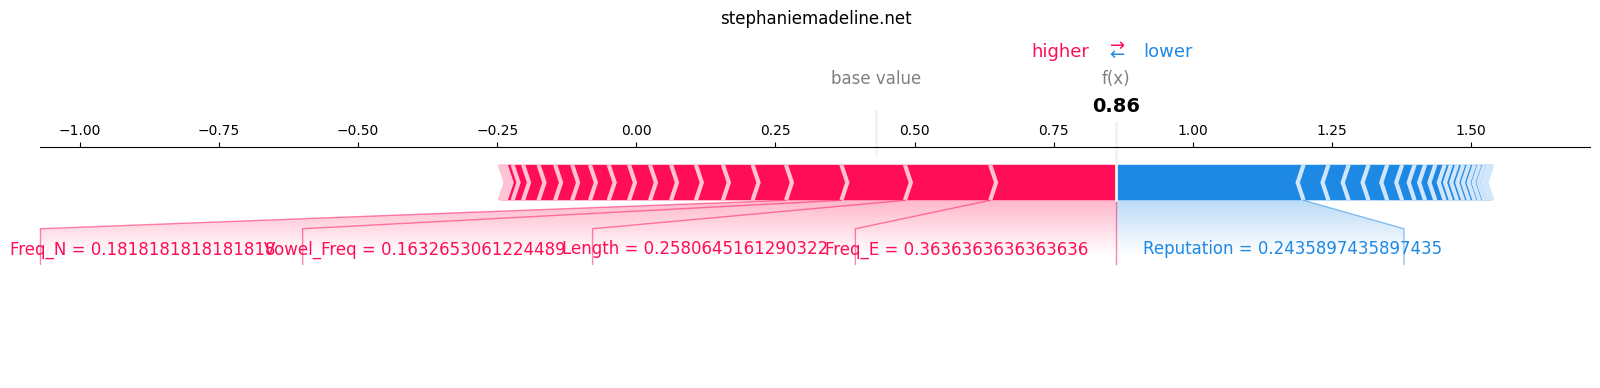 stephaniemadeline.net
higher ⇄ lower
base value f(x)
0.86
−1.00 −0.75 −0.50 −0.25 0.00 0.25 0.50 0.75 1.00 1.25 1.50
Freq_N = 0.1818181818181818 Vowel_Freq = 0.1632653061224489 Length = 0.2580645161290322 Freq_E = 0.3636363636363636 Reputation = 0.2435897435897435